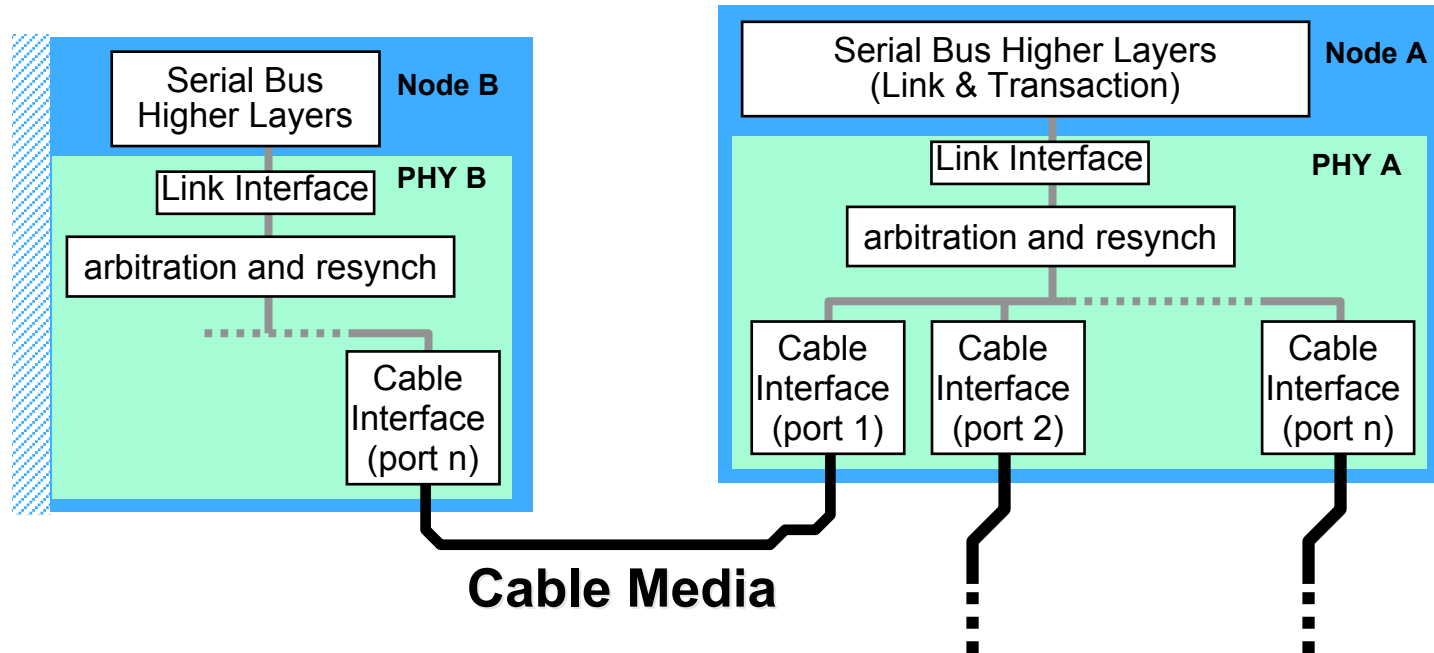 Serial Bus
Higher Layers
Node B
Link Interface
PHY B
arbitration and resynch
Cable
Interface
(port n)
Serial Bus Higher Layers
(Link & Transaction)
Node A
Link Interface
PHY A
arbitration and resynch
Cable
Interface
(port 1)
Cable
Interface
(port 2)
Cable
Interface
(port n)
Cable Media